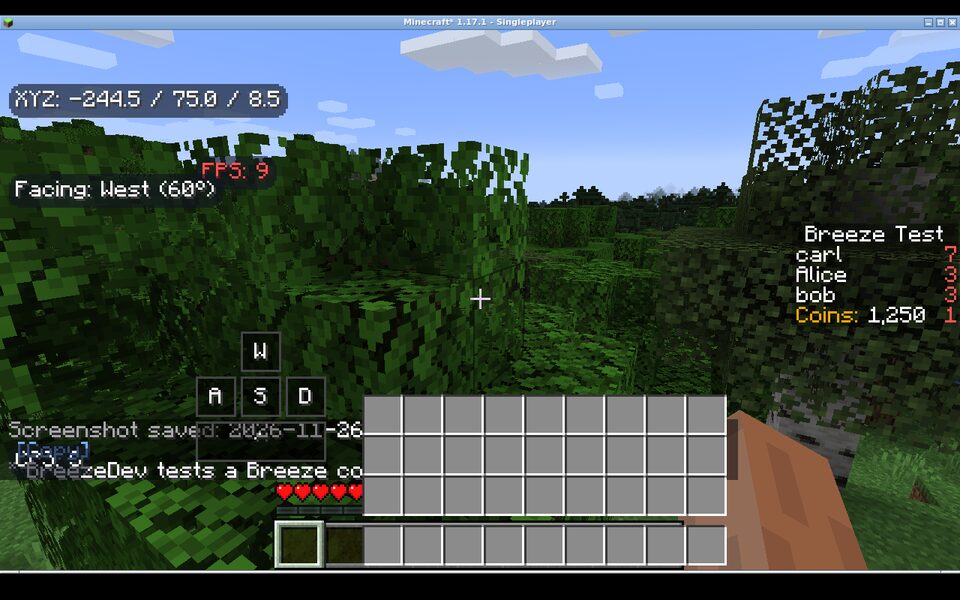 Minecraft* 1.17.1 - Singleplayer
XYZ: -244.5 / 75.0 / 8.5
FPS: 9
Facing: West (60°)
Breeze Test
carl 7
Alice 3
bob 3
Coins: 1,250 1
W
A S D
Screenshot saved: 2026-11-26
[Copy]
* BreezeDev tests a Breeze co